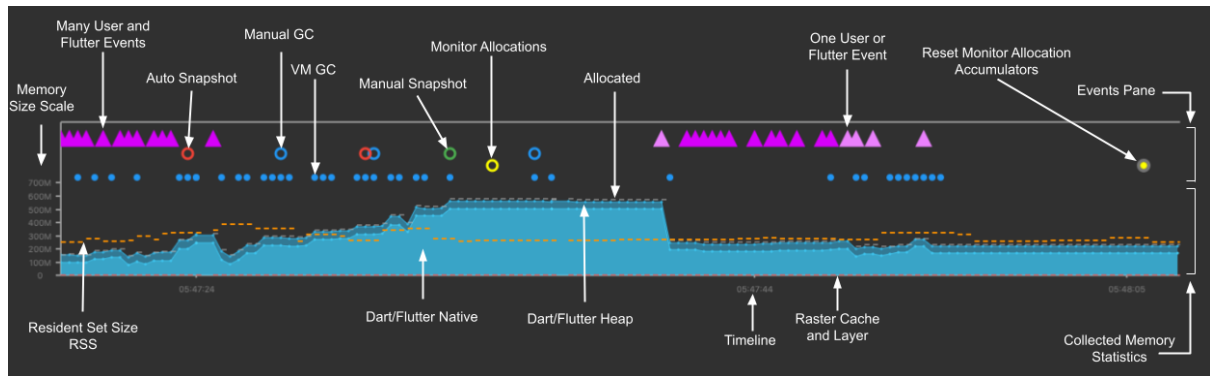 Many User and
Flutter Events
Manual GC
Monitor Allocations
One User or
Flutter Event
Reset Monitor Allocation
Accumulators
Auto Snapshot
VM GC
Manual Snapshot
Allocated
Memory
Size Scale
Events Pane
700M
600M
500M
400M
300M
200M
100M
0
05:47:24
05:47:44
05:48:05
Resident Set Size
RSS
Dart/Flutter Native
Dart/Flutter Heap
Timeline
Raster Cache
and Layer
Collected Memory
Statistics